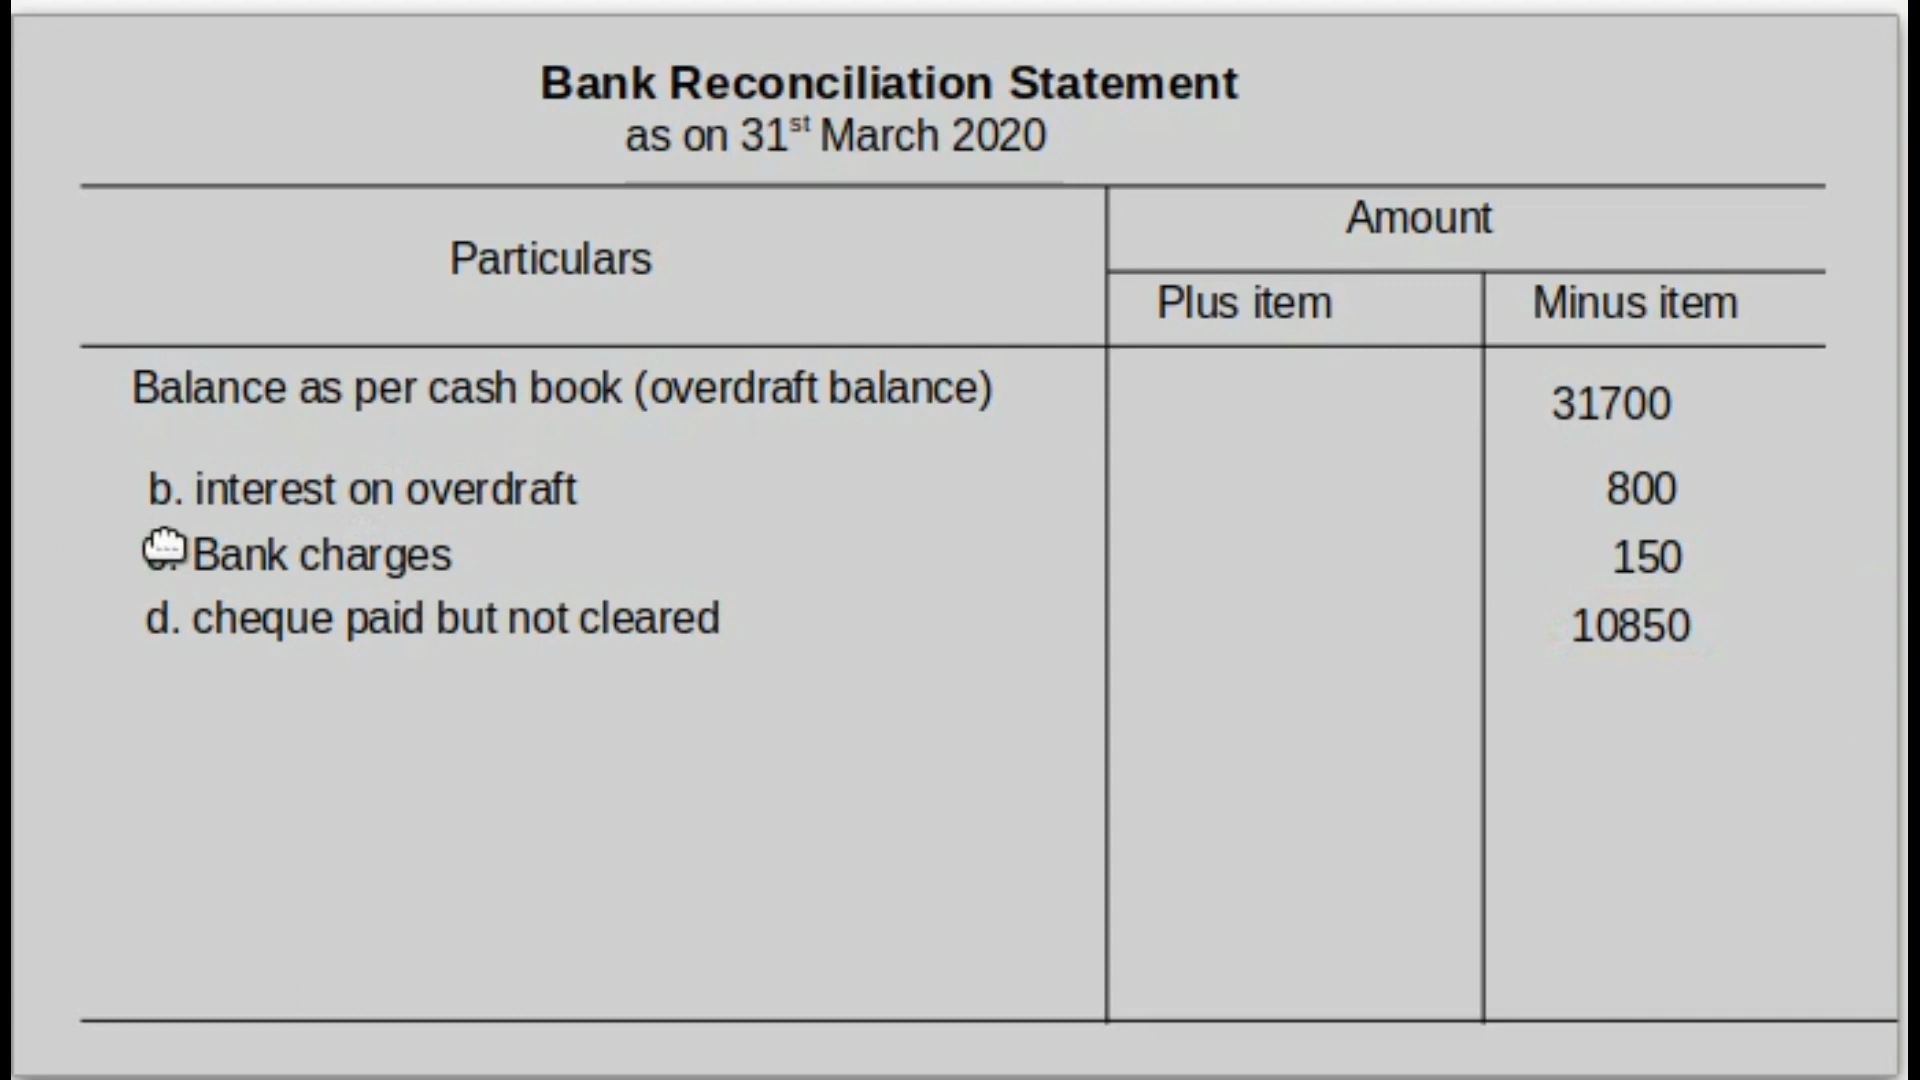 Bank Reconciliation Statement
as on 31st March 2020
Particulars
Amount
Plus item
Minus item
Balance as per cash book (overdraft balance)
31700
b. interest on overdraft
800
Bank charges
150
d. cheque paid but not cleared
10850